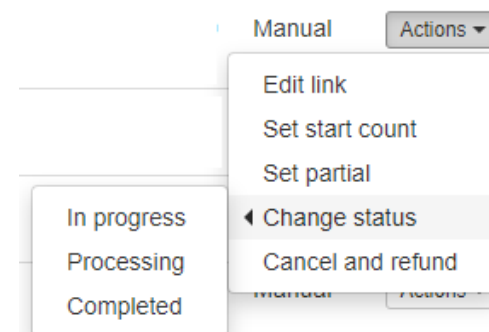 Manual Actions
Edit link
Set start count
Set partial
Change status
Cancel and refund
In progress
Processing
Completed